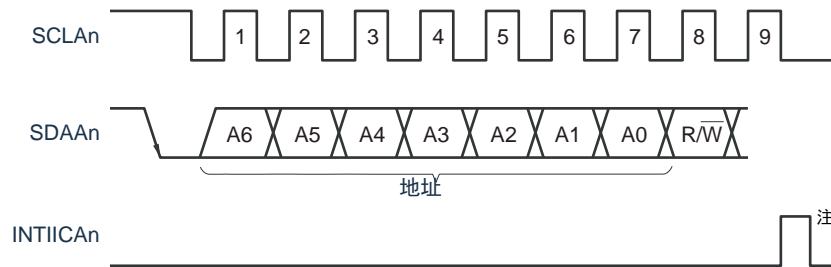 SCLAn 1 2 3 4 5 6 7 8 9
SDAAn A6 A5 A4 A3 A2 A1 A0 R/W̅
地址
INTIICAn 注